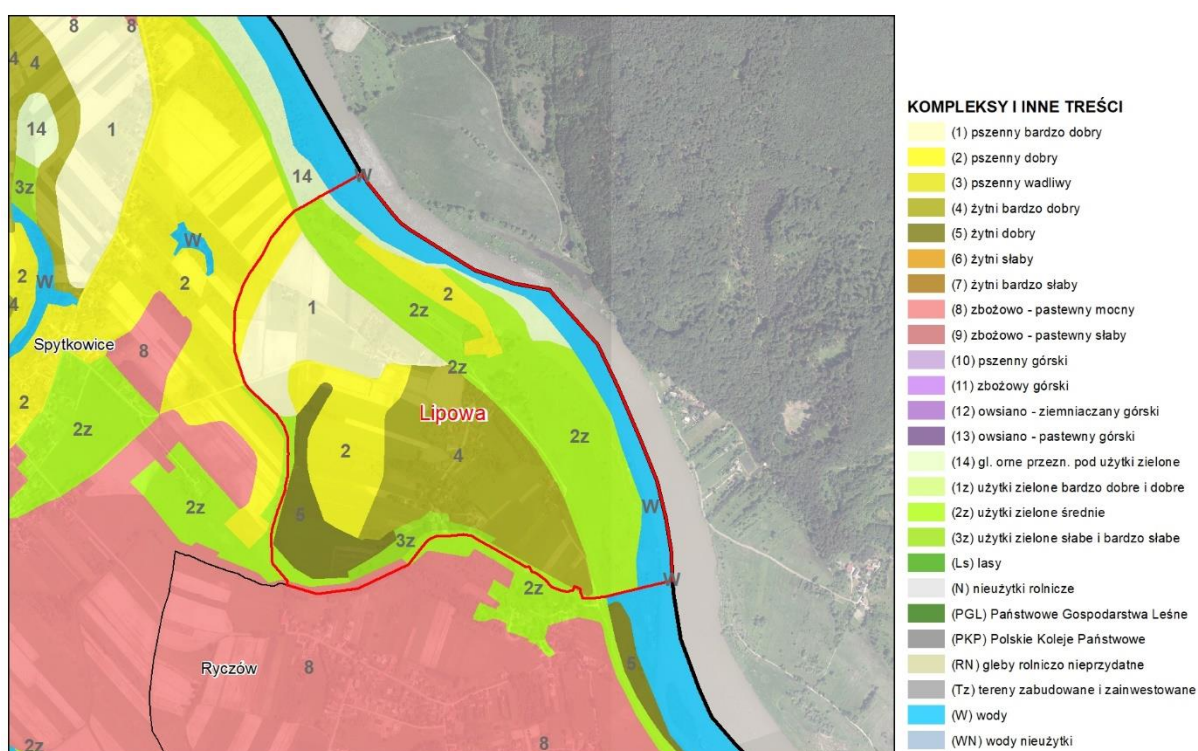 8
8
4
4
14
1
3z
14
W
W
2
W
2
4
1
2
2z
Spytkowice
8
2z
Lipowa
2
2z
2z
2
4
2z
W
5
3z
W
2z
Ryczów
8
5
2z
8
KOMPLEKSY I INNE TREŚCI
(1) pszenny bardzo dobry
(2) pszenny dobry
(3) pszenny wadliwy
(4) żytni bardzo dobry
(5) żytni dobry
(6) żytni słaby
(7) żytni bardzo słaby
(8) zbożowo - pastewny mocny
(9) zbożowo - pastewny słaby
(10) pszenny górski
(11) zbożowy górski
(12) owsiano - ziemniaczany górski
(13) owsiano - pastewny górski
(14) gl. orne przezn. pod użytki zielone
(1z) użytki zielone bardzo dobre i dobre
(2z) użytki zielone średnie
(3z) użytki zielone słabe i bardzo słabe
(Ls) lasy
(N) nieużytki rolnicze
(PGL) Państwowe Gospodarstwa Leśne
(PKP) Polskie Koleje Państwowe
(RN) gleby rolniczo nieprzydatne
(Tz) tereny zabudowane i zainwestowane
(W) wody
(WN) wody nieużytki